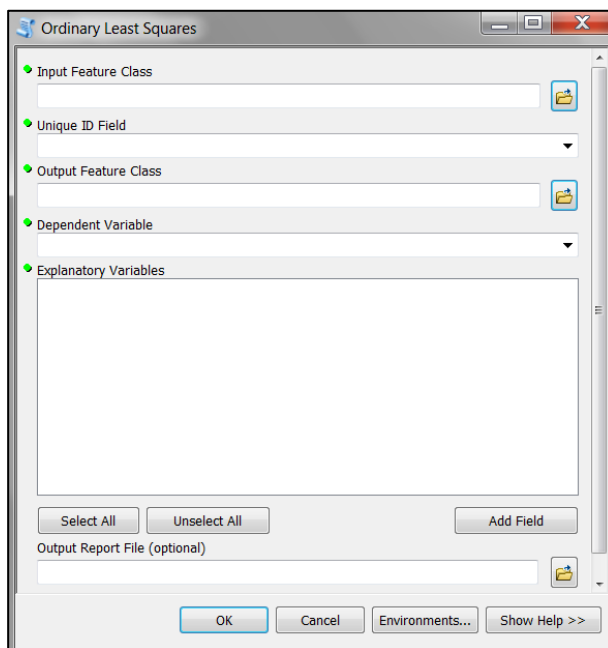 Ordinary Least Squares
Input Feature Class
Unique ID Field
Output Feature Class
Dependent Variable
Explanatory Variables
Select All Unselect All Add Field
Output Report File (optional)
OK Cancel Environments... Show Help >>